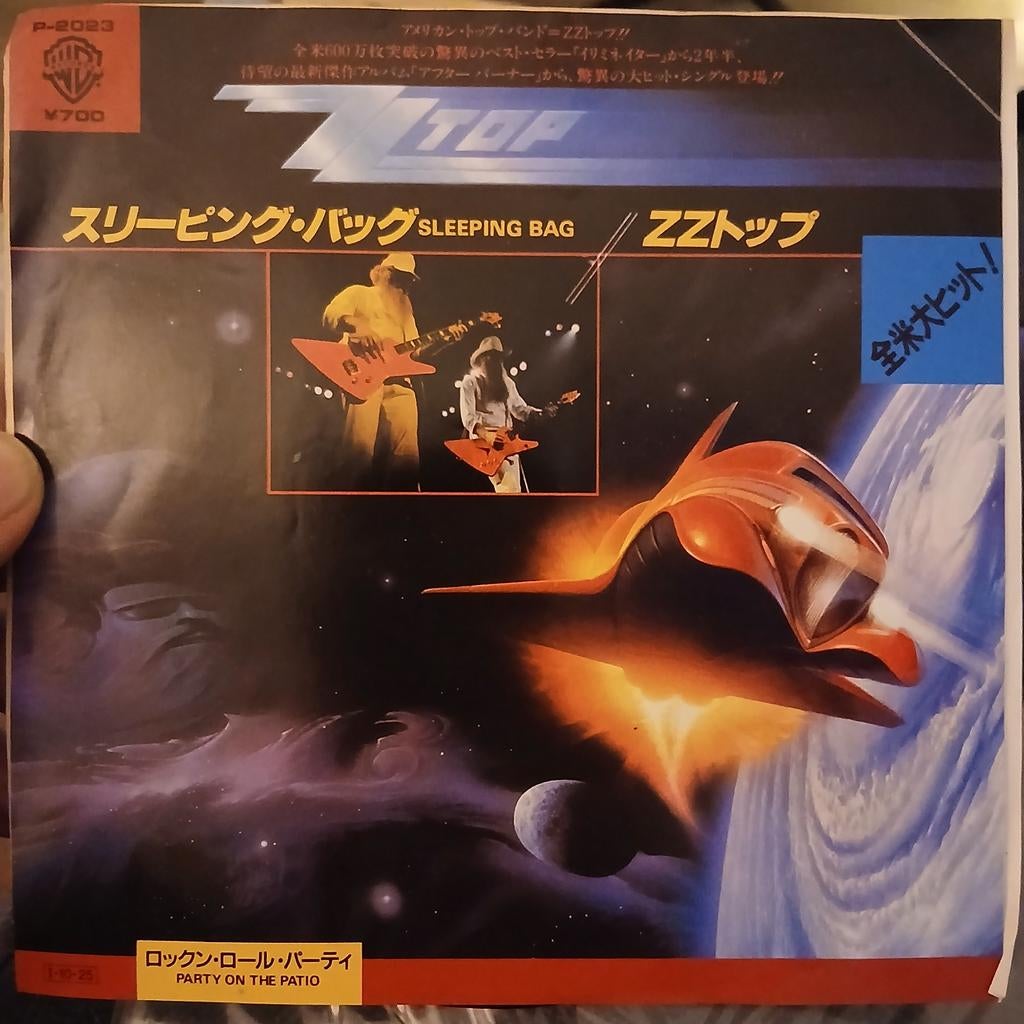 P-2023
¥700
アメリカン・トップ・バンド=ZZトップ!!
全米600万枚突破の驚異のベスト・セラー「イリミネイター」から2年半、
待望の最新傑作アルバム「アフターバーナー」から、驚異の大ヒット・シングル登場!!
ZZ TOP
スリーピング・バッグ SLEEPING BAG // ZZトップ
全米大ヒット!
ロックン・ロール・パーティ
PARTY ON THE PATIO
I-10-25